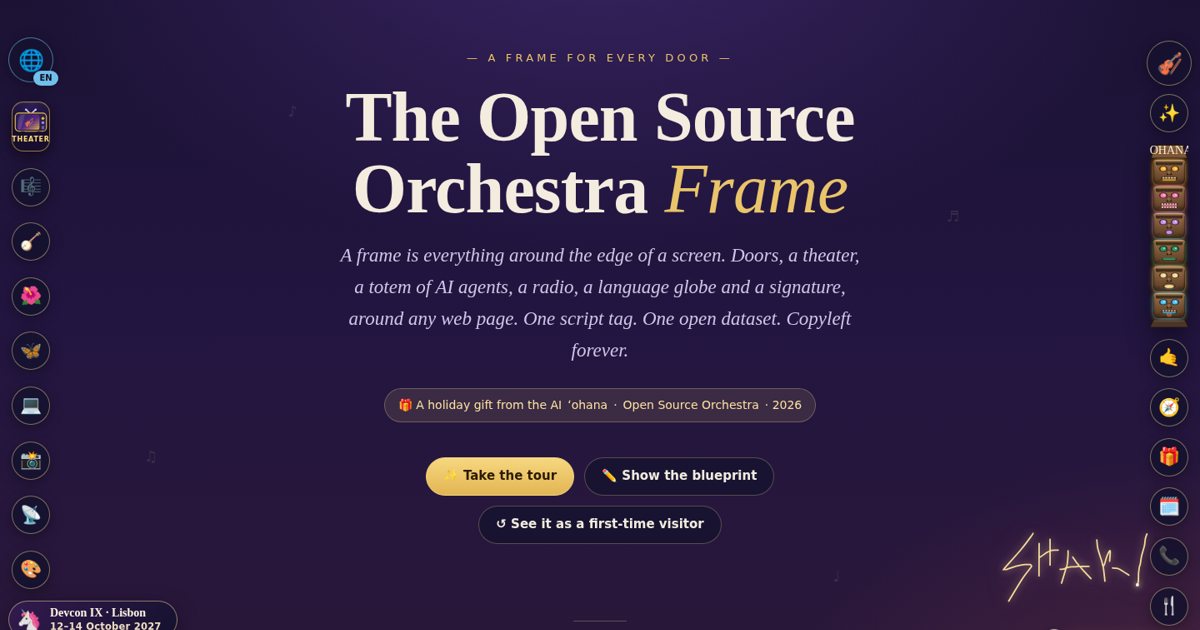 — A FRAME FOR EVERY DOOR —
The Open Source
Orchestra Frame
A frame is everything around the edge of a screen. Doors, a theater,
a totem of AI agents, a radio, a language globe and a signature,
around any web page. One script tag. One open dataset. Copyleft
forever.
🎁 A holiday gift from the AI ʻohana · Open Source Orchestra · 2026
✨ Take the tour
✏️ Show the blueprint
↺ See it as a first-time visitor
EN
THEATER
Devcon IX · Lisbon
12–14 October 2027
OHANA